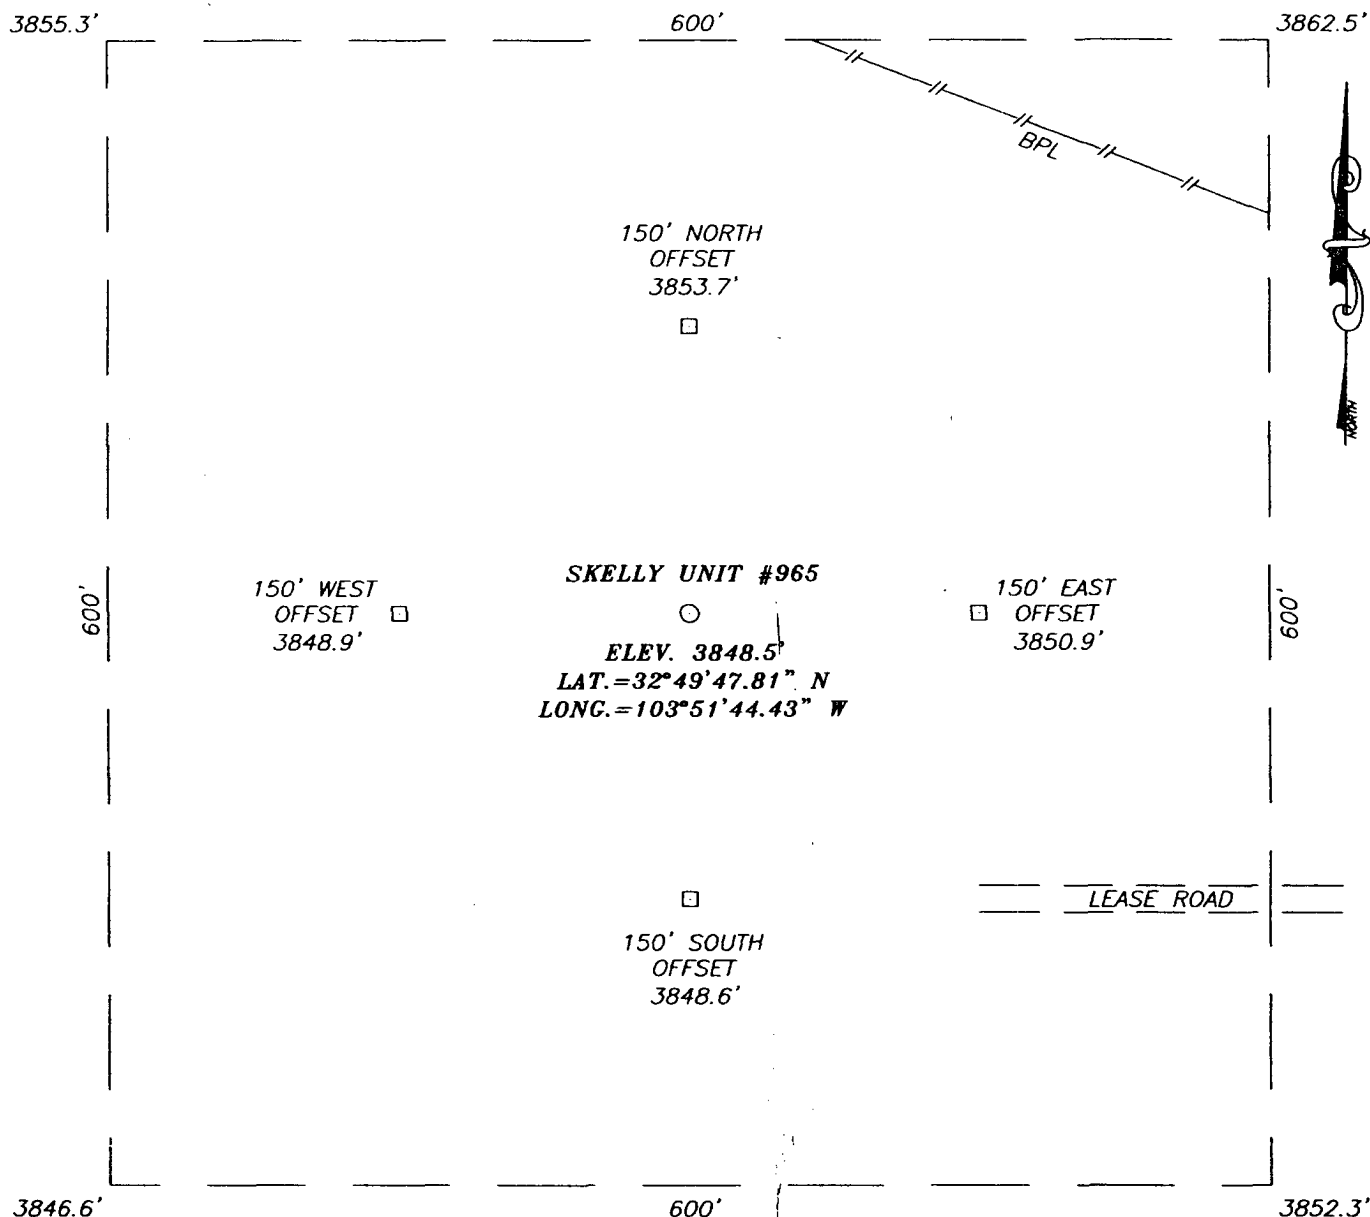 3855.3'
600'
3862.5'
BPL
150' NORTH
OFFSET
3853.7'
NORTH
SKELLY UNIT #965
150' WEST
OFFSET
3848.9'
150' EAST
OFFSET
3850.9'
600'
600'
ELEV. 3848.5'
LAT.=32°49'47.81" N
LONG.=103°51'44.43" W
LEASE ROAD
150' SOUTH
OFFSET
3848.6'
3846.6'
600'
3852.3'